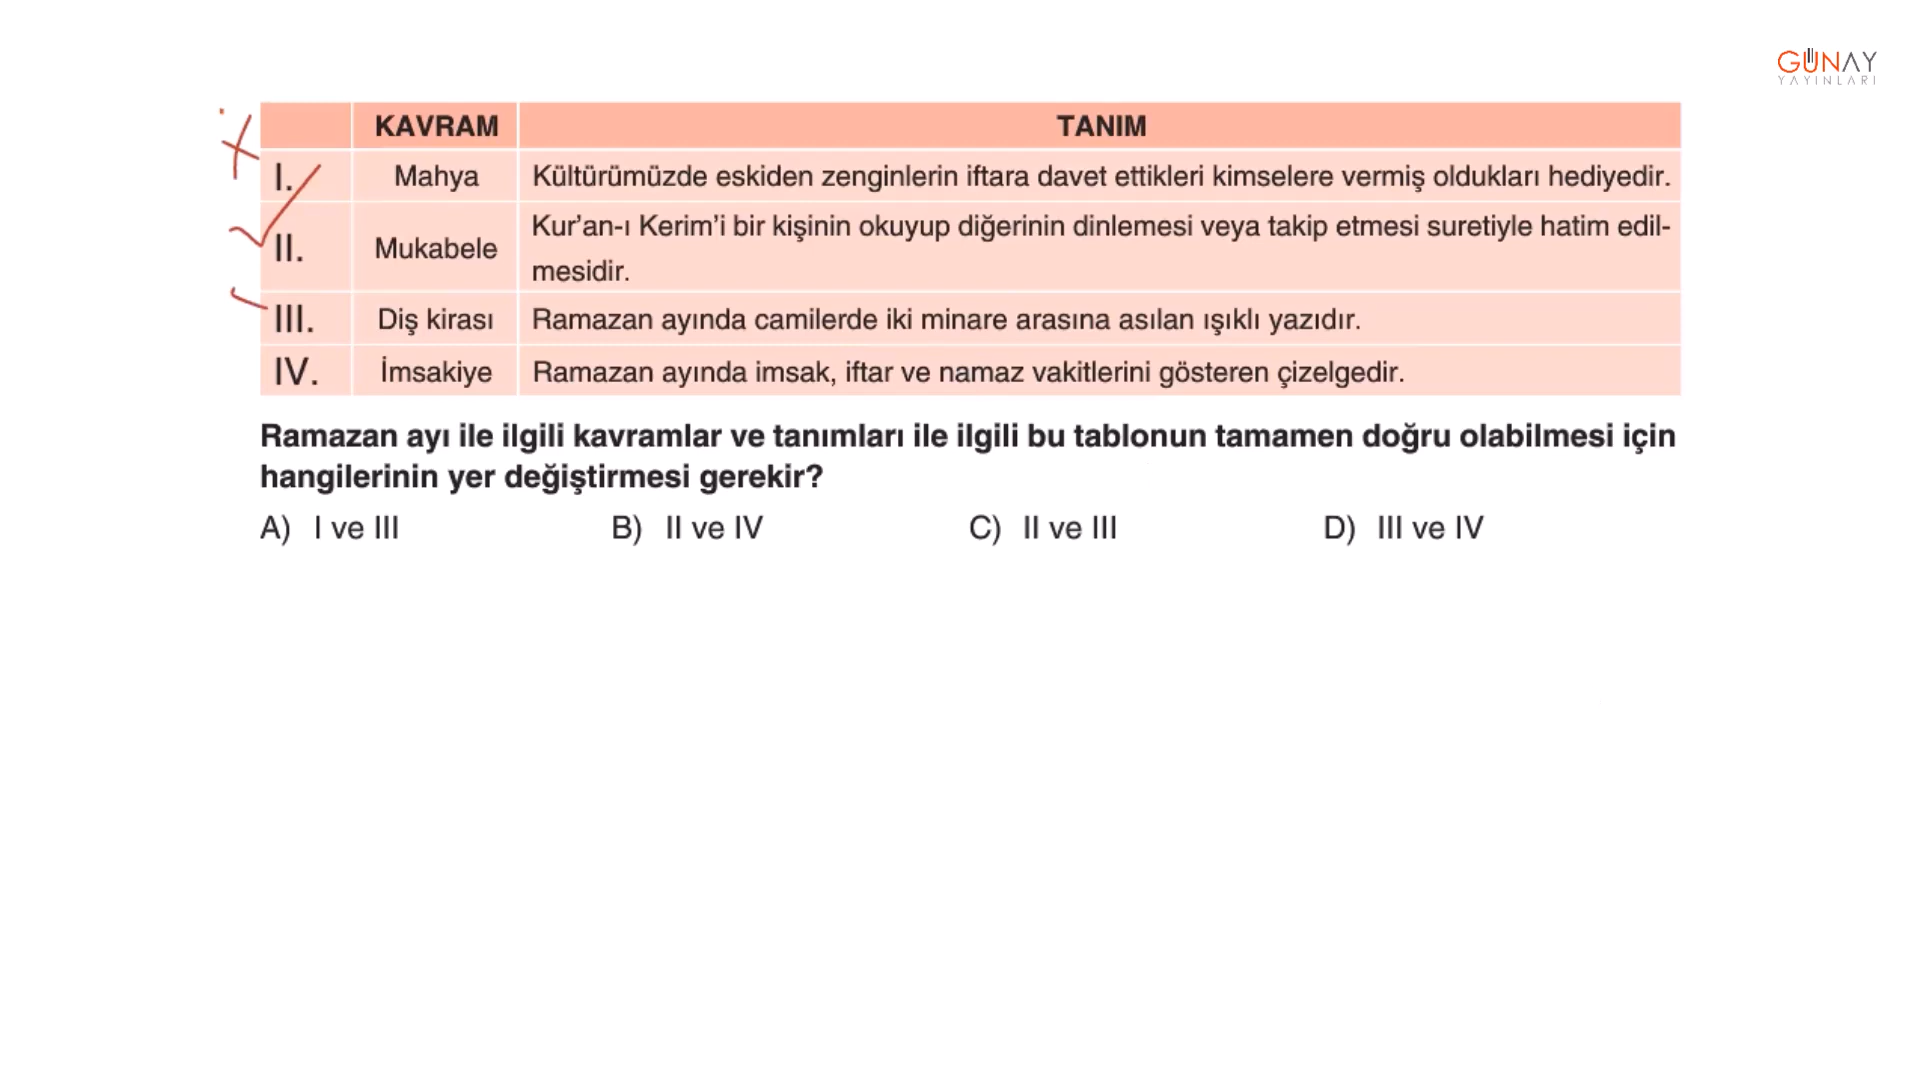 GÜNAY
YAYINLARI
KAVRAM TANIM
I. Mahya Kültürümüzde eskiden zenginlerin iftara davet ettikleri kimselere vermiş oldukları hediyedir.
II. Mukabele Kur’an-ı Kerim’i bir kişinin okuyup diğerinin dinlemesi veya takip etmesi suretiyle hatim edil-
mesidir.
III. Diş kirası Ramazan ayında camilerde iki minare arasına asılan ışıklı yazıdır.
IV. İmsakiye Ramazan ayında imsak, iftar ve namaz vakitlerini gösteren çizelgedir.
Ramazan ayı ile ilgili kavramlar ve tanımları ile ilgili bu tablonun tamamen doğru olabilmesi için
hangilerinin yer değiştirmesi gerekir?
A) I ve III B) II ve IV C) II ve III D) III ve IV